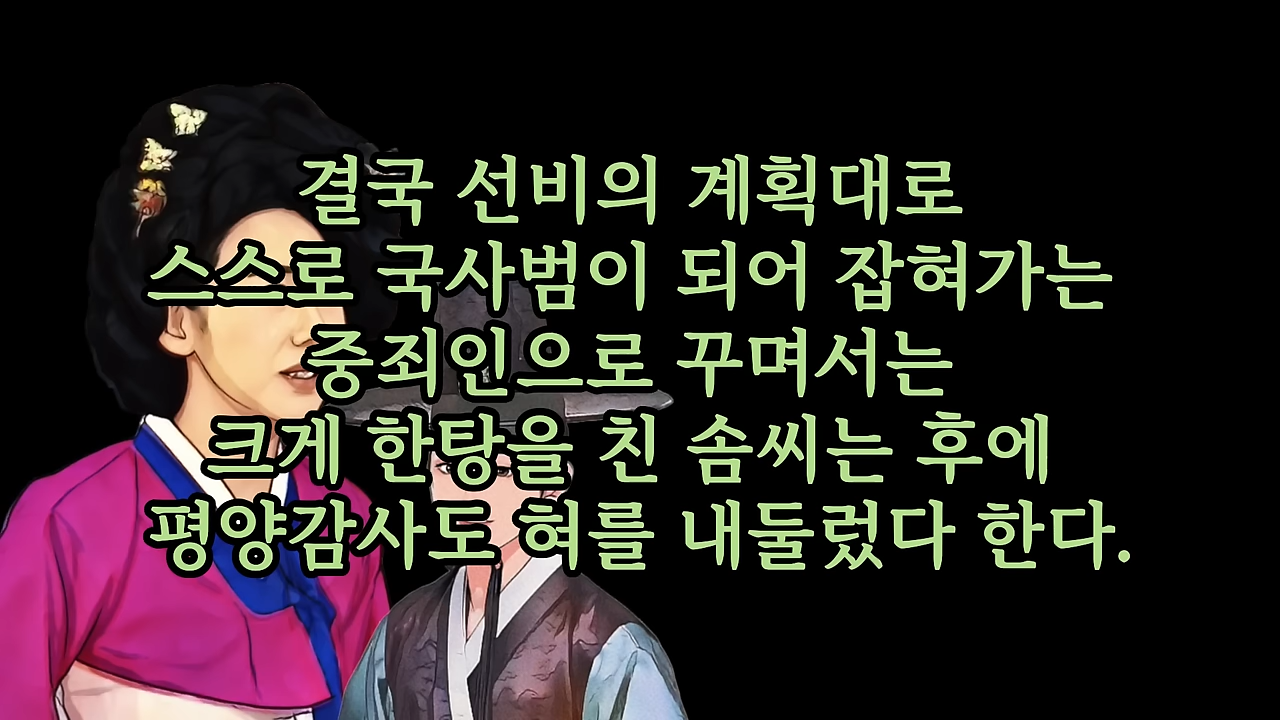 결국 선비의 계획대로
스스로 국사범이 되어 잡혀가는
중죄인으로 꾸며서는
크게 한탕을 친 솜씨는 후에
평양감사도 혀를 내둘렀다 한다.